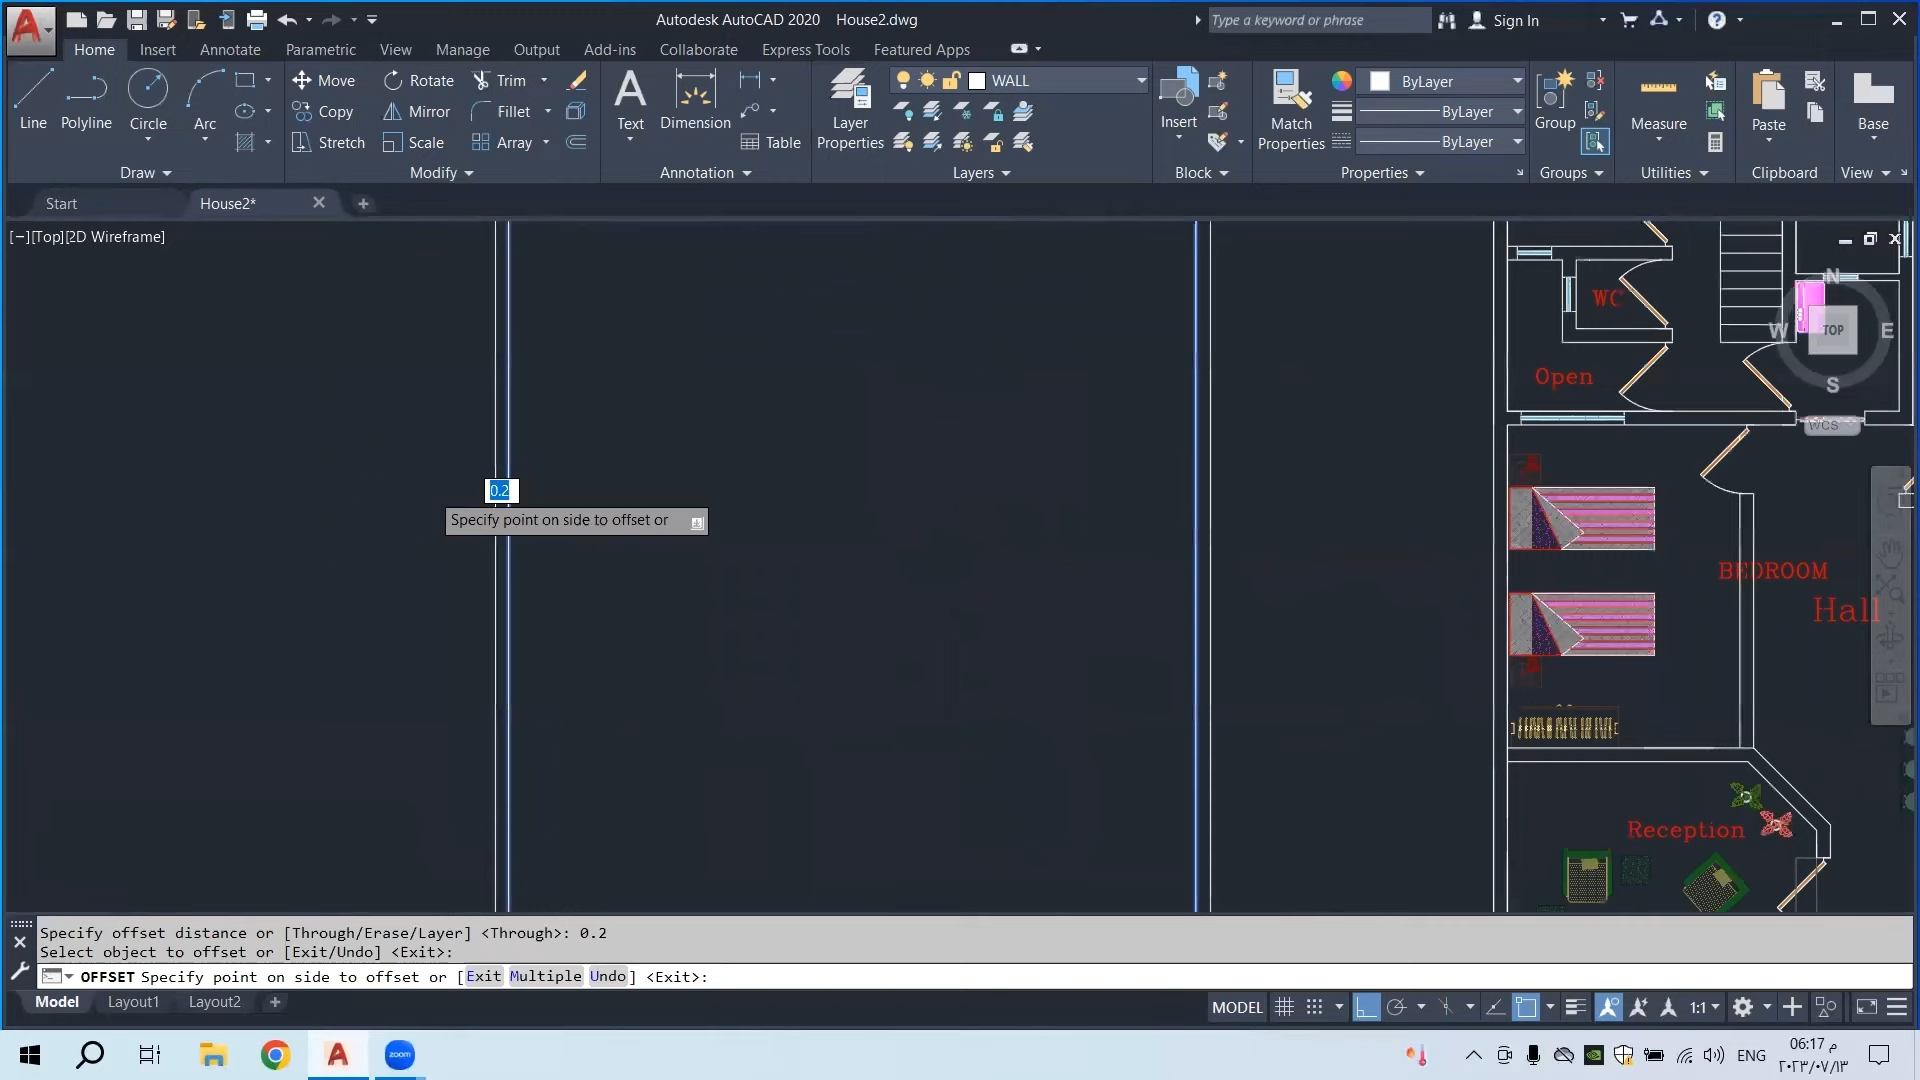 Autodesk AutoCAD 2020 House2.dwg
Type a keyword or phrase
Sign In
Home Insert Annotate Parametric View Manage Output Add-ins Collaborate Express Tools Featured Apps
Line Polyline Circle Arc
Draw
Move Rotate Trim
Copy Mirror Fillet
Stretch Scale Array
Modify
Text Dimension Table
Annotation
Layer Properties
WALL
Layers
Insert
Block
Match Properties
ByLayer
ByLayer
ByLayer
Properties
Group
Groups
Measure
Utilities
Paste
Clipboard
Base
View
Start House2*
[−][Top][2D Wireframe]
N
W TOP E
S
WCS
WC
Open
BEDROOM
Hall
Reception
0.2
Specify point on side to offset or
Specify offset distance or [Through/Erase/Layer] <Through>: 0.2
Select object to offset or [Exit/Undo] <Exit>:
OFFSET Specify point on side to offset or [Exit Multiple Undo] <Exit>:
Model Layout1 Layout2
MODEL 1:1
zoom
ENG
06:17 م
٢٠٢٣/٠٧/١٣